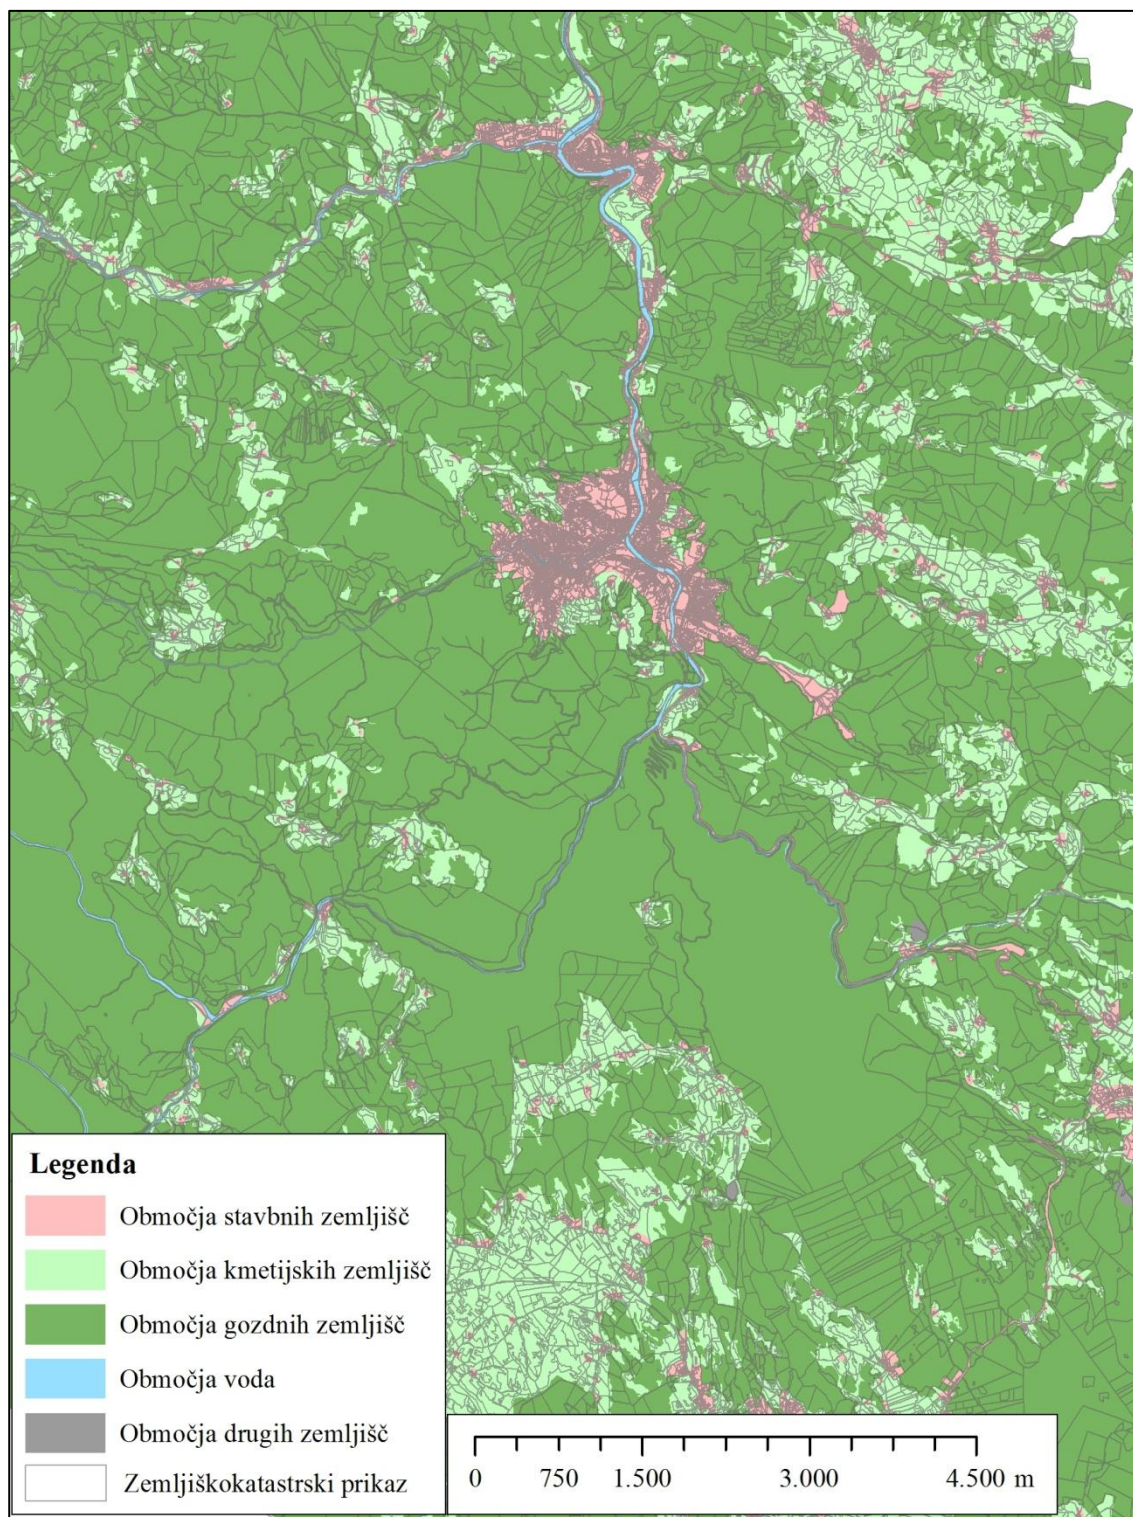 Legenda
Območja stavbnih zemljišč
Območja kmetijskih zemljišč
Območja gozdnih zemljišč
Območja voda
Območja drugih zemljišč
Zemljiškokatastrski prikaz
0 750 1.500 3.000 4.500 m